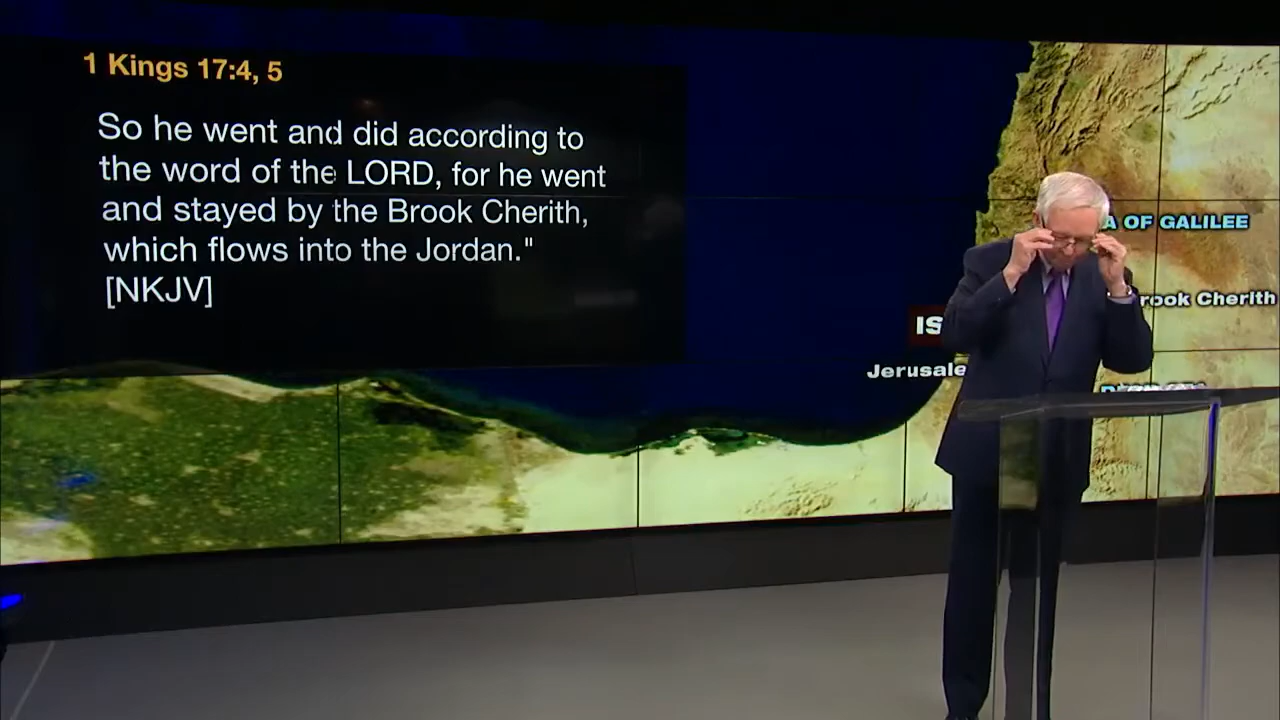 1 Kings 17:4, 5
So he went and did according to
the word of the LORD, for he went
and stayed by the Brook Cherith,
which flows into the Jordan."
[NKJV]
A OF GALILEE
rook Cherith
IS
Jerusale